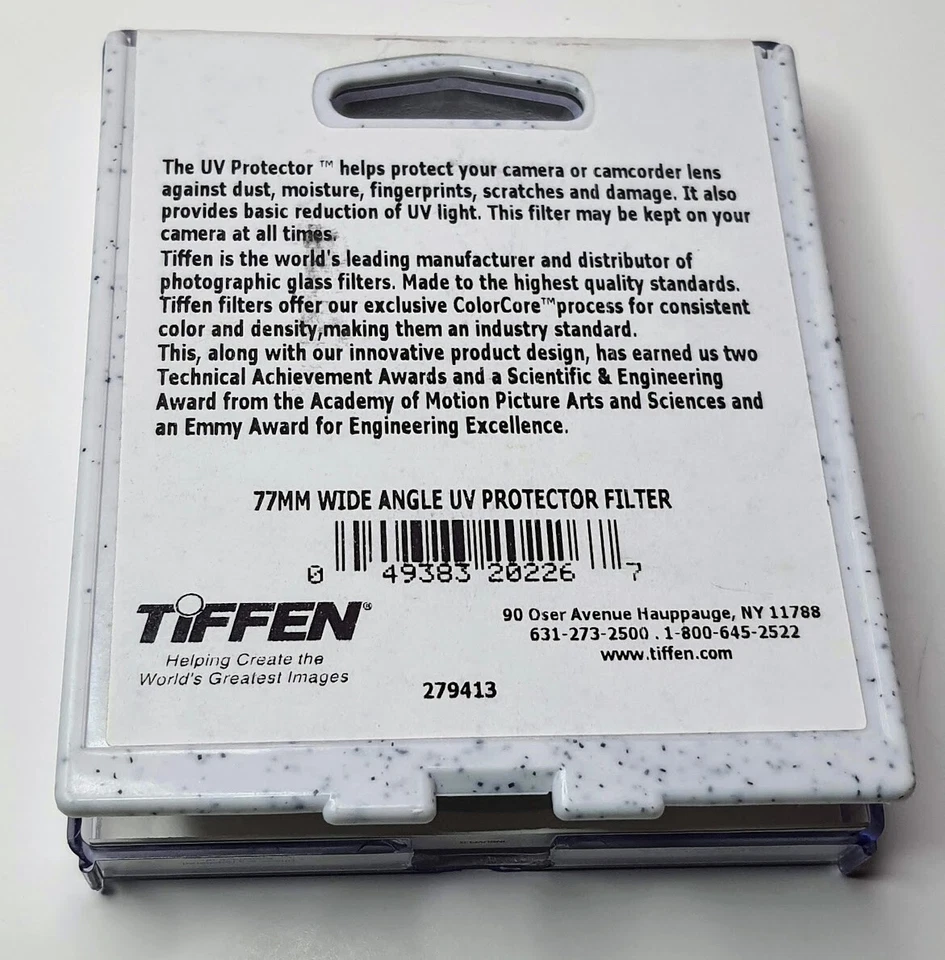 The UV Protector ™ helps protect your camera or camcorder lens
against dust, moisture, fingerprints, scratches and damage. It also
provides basic reduction of UV light. This filter may be kept on your
camera at all times.
Tiffen is the world's leading manufacturer and distributor of
photographic glass filters. Made to the highest quality standards.
Tiffen filters offer our exclusive ColorCore™process for consistent
color and density,making them an industry standard.
This, along with our innovative product design, has earned us two
Technical Achievement Awards and a Scientific & Engineering
Award from the Academy of Motion Picture Arts and Sciences and
an Emmy Award for Engineering Excellence.
77MM WIDE ANGLE UV PROTECTOR FILTER
0 49383 20226 7
TiFFEN®
Helping Create the
World's Greatest Images
90 Oser Avenue Hauppauge, NY 11788
631-273-2500 . 1-800-645-2522
www.tiffen.com
279413